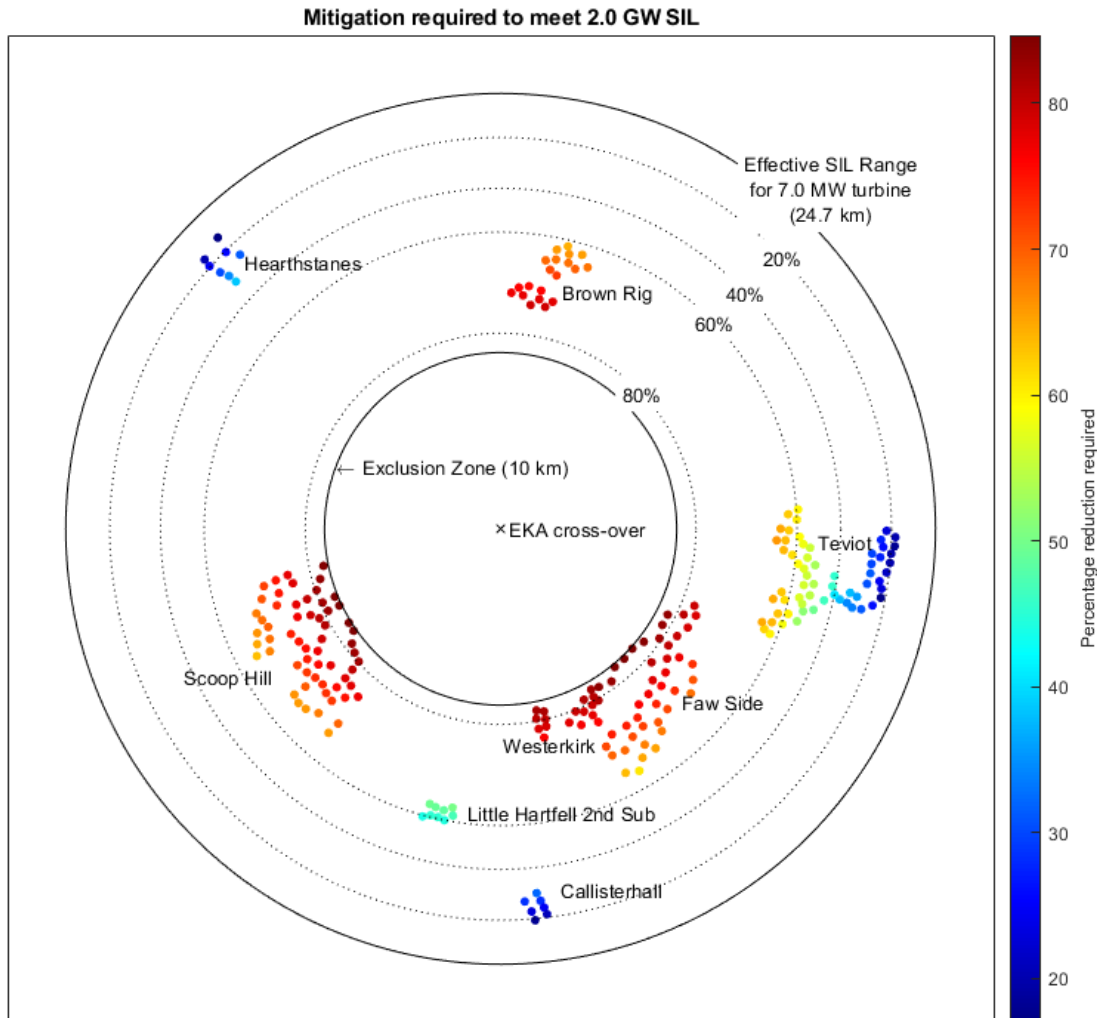 Mitigation required to meet 2.0 GW SIL
Effective SIL Range
for 7.0 MW turbine
(24.7 km)
20%
40%
60%
80%
Hearthstanes
Brown Rig
← Exclusion Zone (10 km)
×EKA cross-over
Teviot
Scoop Hill
Faw Side
Westerkirk
Little Hartfell 2nd Sub
Callisterhall
80
70
60
50
40
30
20
Percentage reduction required